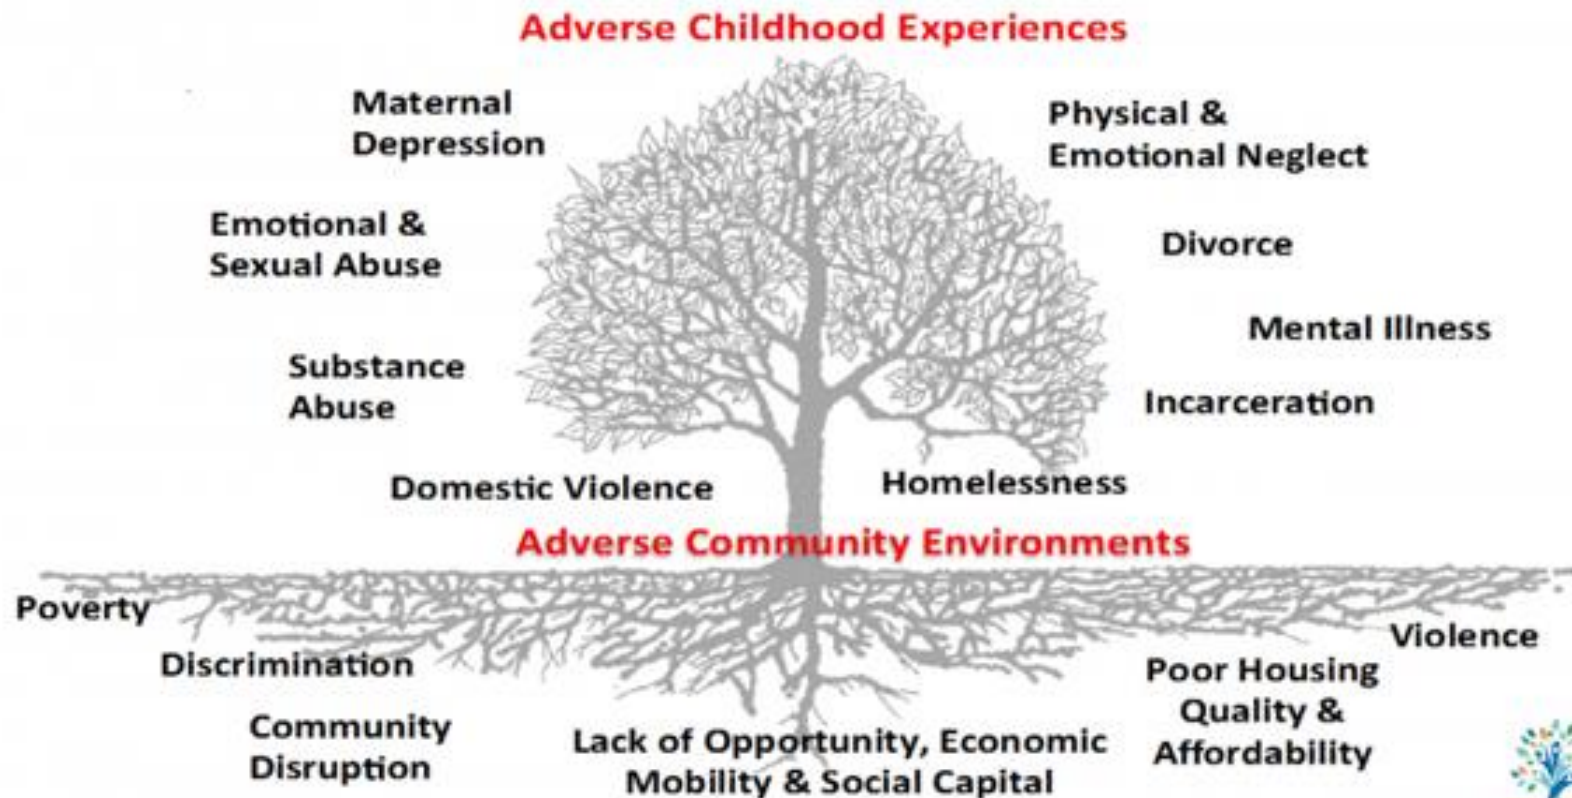 Adverse Childhood Experiences
Maternal
Depression
Physical &
Emotional Neglect
Emotional &
Sexual Abuse
Divorce
Mental Illness
Substance
Abuse
Incarceration
Domestic Violence
Homelessness
Adverse Community Environments
Poverty
Violence
Discrimination
Poor Housing
Quality &
Affordability
Community
Disruption
Lack of Opportunity, Economic
Mobility & Social Capital